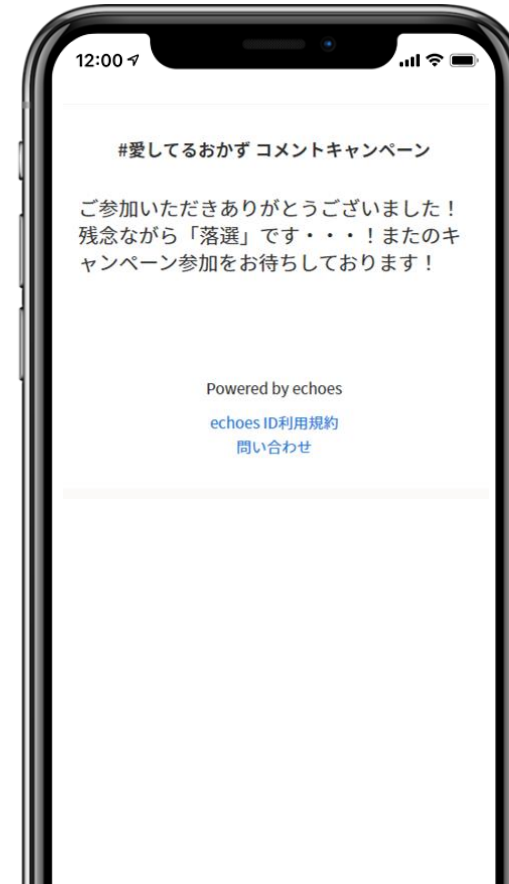 12:00
#愛してるおかず コメントキャンペーン
ご参加いただきありがとうございました！
残念ながら「落選」です・・・！またのキ
ャンペーン参加をお待ちしております！
Powered by echoes
echoes ID利用規約
問い合わせ